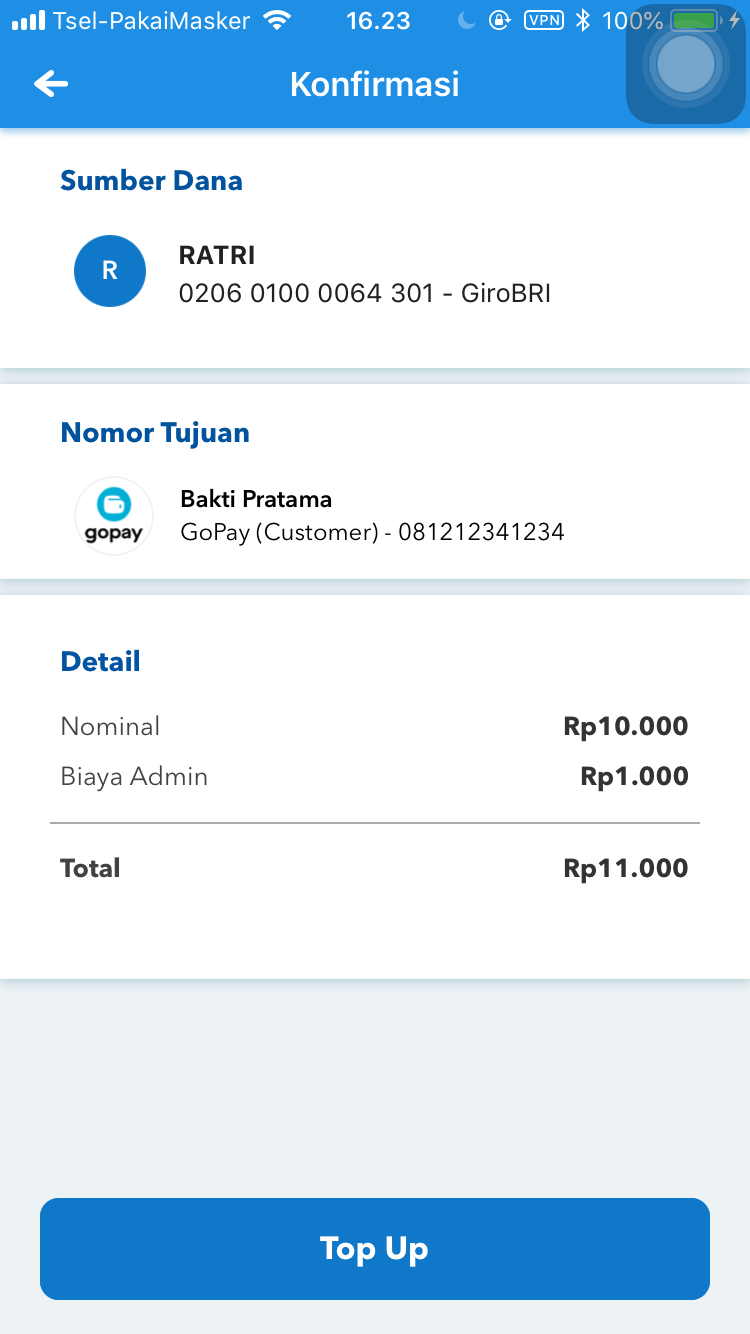 Tsel-PakaiMasker 16.23 VPN 100%
Konfirmasi
Sumber Dana
R
RATRI
0206 0100 0064 301 - GiroBRI
Nomor Tujuan
gopay
Bakti Pratama
GoPay (Customer) - 081212341234
Detail
Nominal Rp10.000
Biaya Admin Rp1.000
Total Rp11.000
Top Up